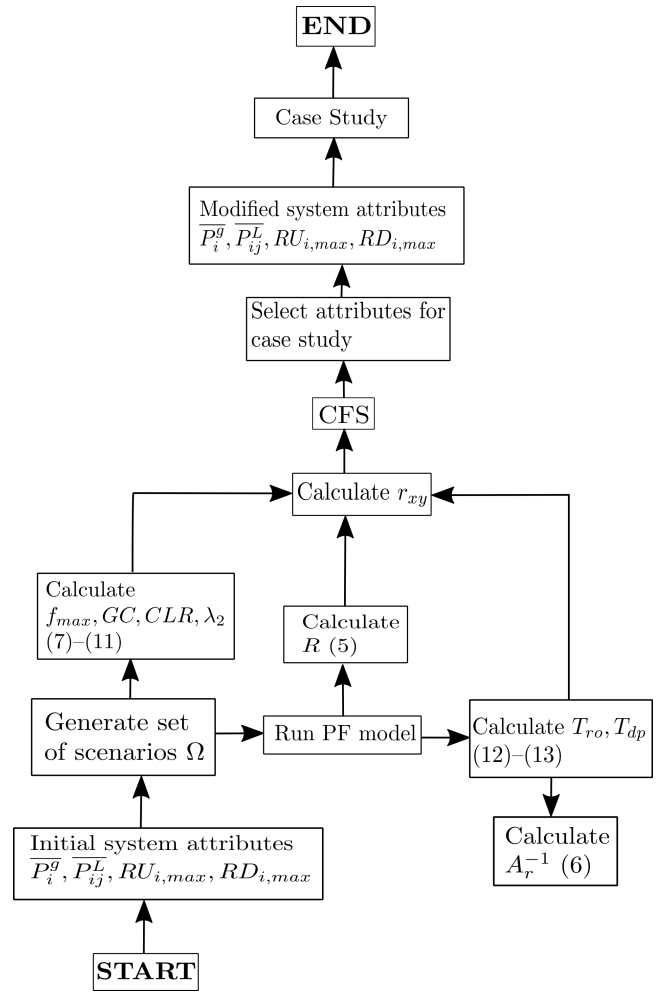 END
Case Study
Modified system attributes
$\overline{P_i^g}, \overline{P_{ij}^L}, RU_{i,max}, RD_{i,max}$
Select attributes for
case study
CFS
Calculate $r_{xy}$
Calculate
$f_{max}, GC, CLR, \lambda_2$
(7)–(11)
Calculate
$R$ (5)
Generate set
of scenarios $\Omega$
Run PF model
Calculate $T_{ro}, T_{dp}$
(12)–(13)
Calculate
$A_r^{-1}$ (6)
Initial system attributes
$\overline{P_i^g}, \overline{P_{ij}^L}, RU_{i,max}, RD_{i,max}$
START